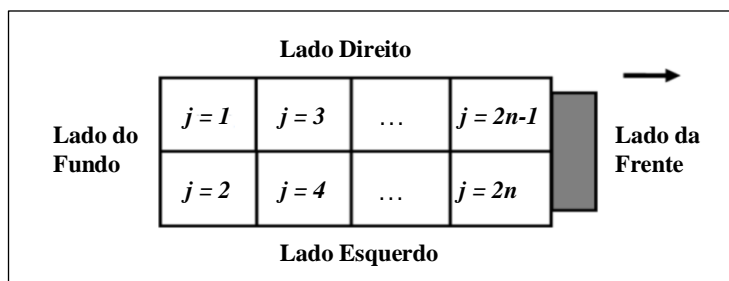 Lado Direito
Lado do Fundo
j = 1 j = 3 ... j = 2n-1
j = 2 j = 4 ... j = 2n
Lado da Frente
Lado Esquerdo